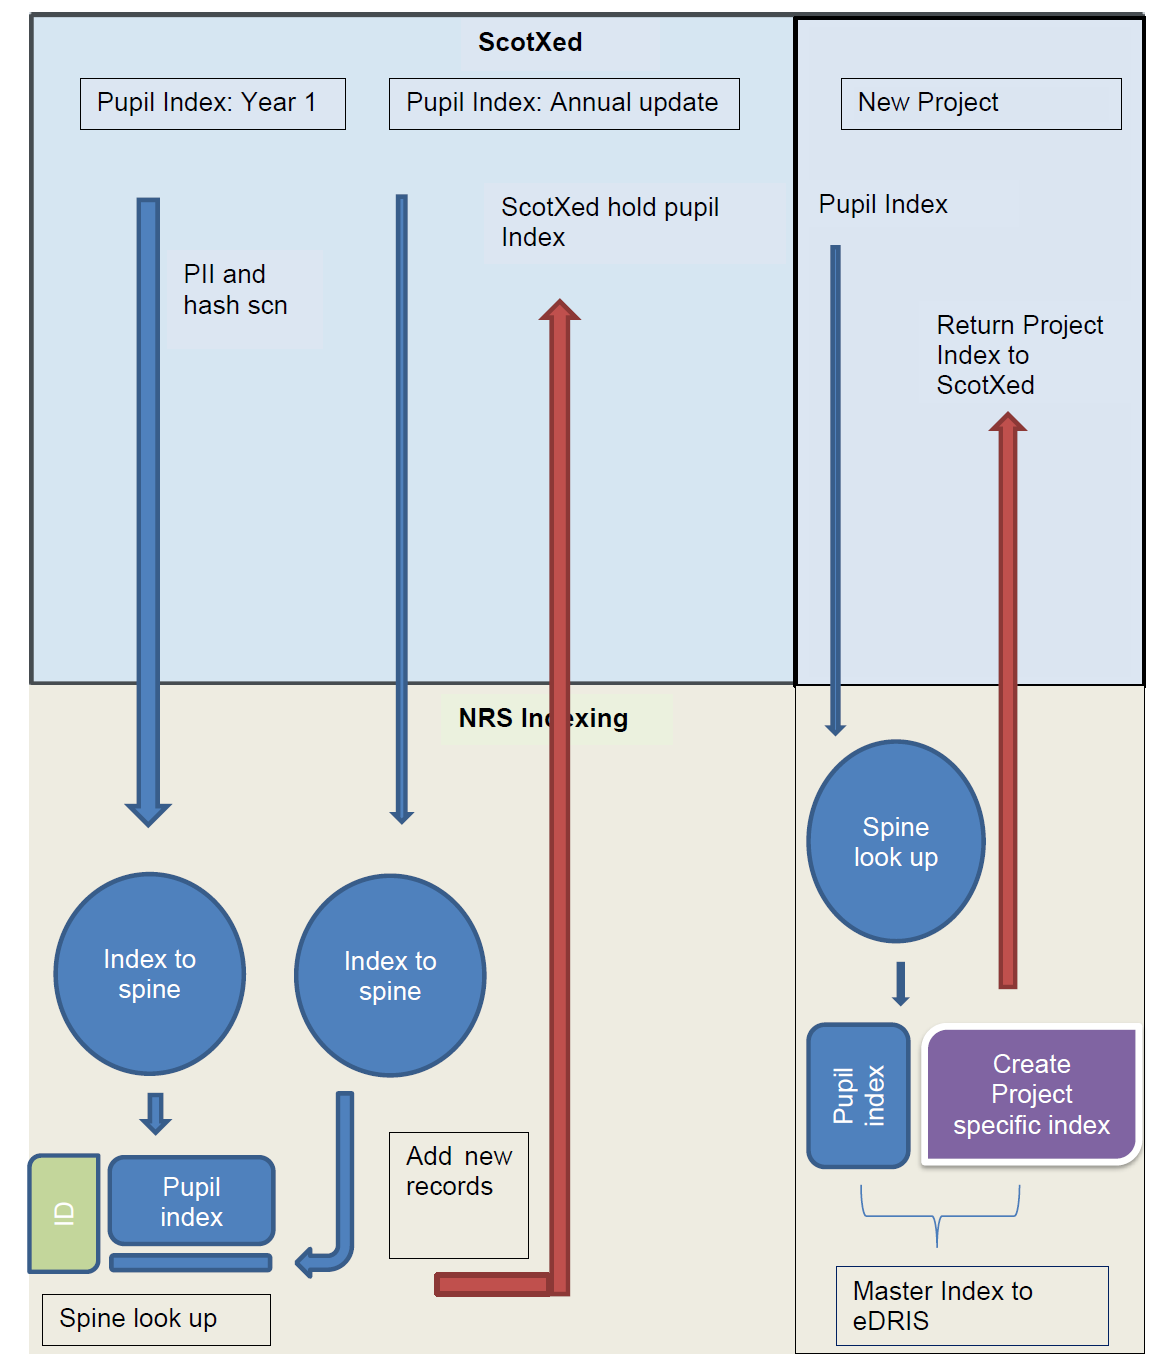 ScotXed
Pupil Index: Year 1
Pupil Index: Annual update
New Project
ScotXed hold pupil
Index
Pupil Index
PII and
hash scn
Return Project
Index to
ScotXed
NRS Indexing
Spine
look up
Index to
spine
Index to
spine
Pupil
index
Create
Project
specific index
Add new
records
ID
Pupil
index
Spine look up
Master Index to
eDRIS